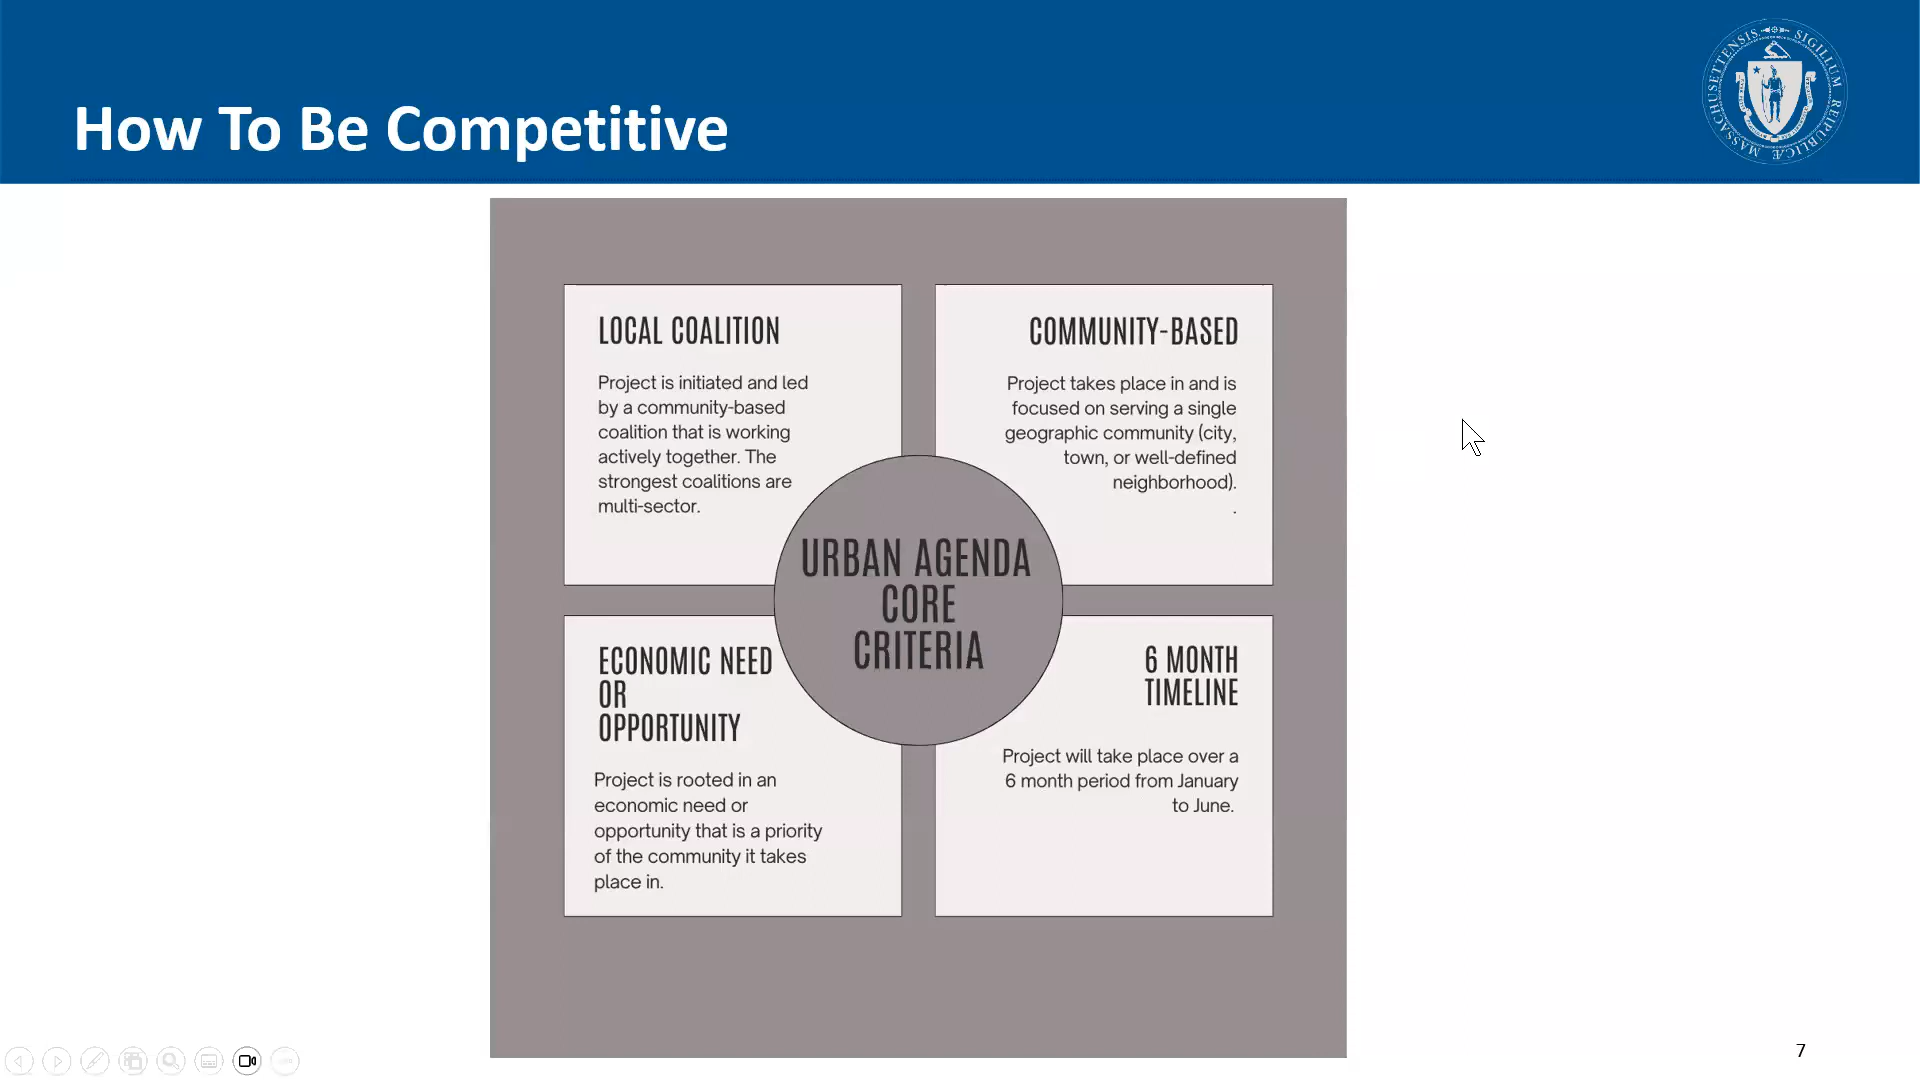 How To Be Competitive
MASSACHUSETTENSIS. SIGILLUM REIPUBLICÆ
LOCAL COALITION
Project is initiated and led
by a community-based
coalition that is working
actively together. The
strongest coalitions are
multi-sector.
COMMUNITY-BASED
Project takes place in and is
focused on serving a single
geographic community (city,
town, or well-defined
neighborhood).
.
URBAN AGENDA
CORE
CRITERIA
ECONOMIC NEED
OR
OPPORTUNITY
Project is rooted in an
economic need or
opportunity that is a priority
of the community it takes
place in.
6 MONTH
TIMELINE
Project will take place over a
6 month period from January
to June.
7